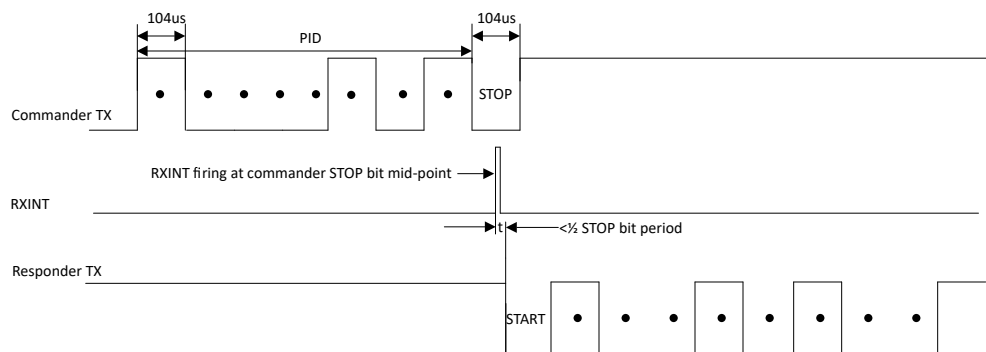 104us
104us
PID
STOP
Commander TX
RXINT firing at commander STOP bit mid-point
RXINT
t
<½ STOP bit period
Responder TX
START